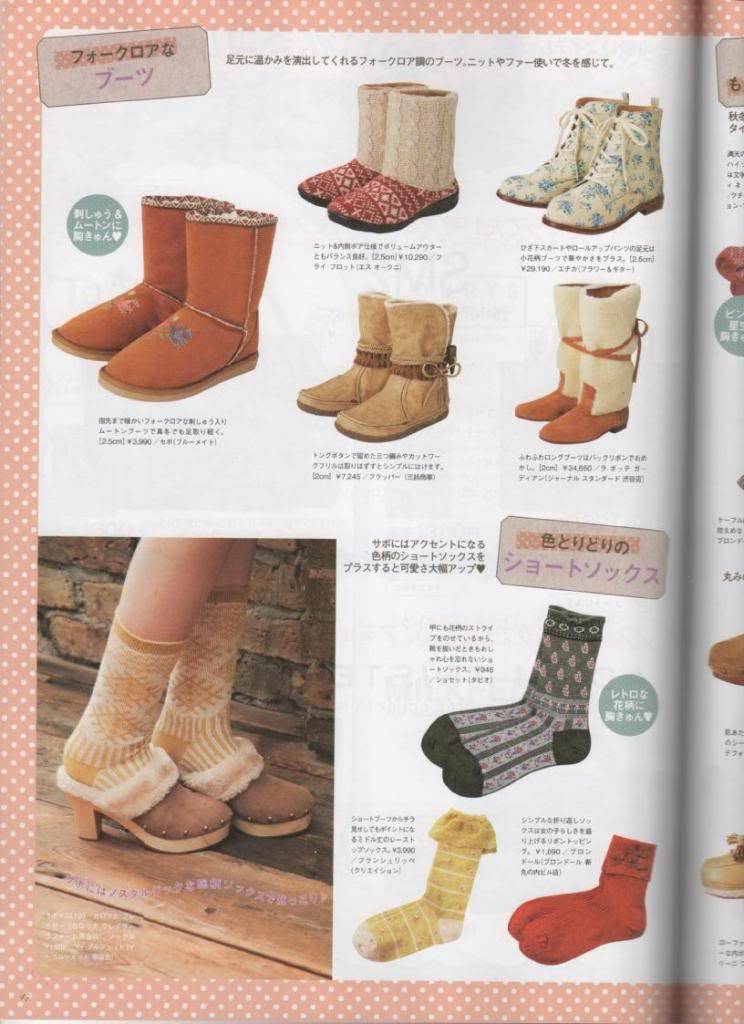 フォークロアな
ブーツ
足元に温かみを演出してくれるフォークロア調のブーツ。ニットやファー使いで冬を感じて。
刺しゅう&
ムートンに
胸きゅん♥
ニット&内側ボア仕様でボリュームアウター
ともバランス良好。[2.5cm]¥10,290/フ
ライ・フロット(エス オークニ)
ひざ下スカートやロールアップパンツの足元は
小花柄ブーツで華やかさをプラス。[2.5cm]
¥29,190/エチカ(フラワー&ギター)
指先まで暖かいフォークロアな刺しゅう入り
ムートンブーツで真冬でも足取り軽く。
[2.5cm]¥3,990/セポ(ブルーメイト)
トングボタンで留めた三つ編みやカットワー
クフリルは取りはずすとシンプルにはけます。
[2cm]¥7,245/フラッパー(三鈴商事)
ふわふわロングブーツはバックリボンでおめ
かし。[2cm]¥34,650/ラ ポッテ ガー
ディアン(ジャーナル スタンダード 渋谷店)
サボにはアクセントになる
色柄のショートソックスを
プラスすると可愛さ大幅アップ♥
色とりどりの
ショートソックス
甲にも花柄のストライ
プをのせているから、
靴を脱いだときもおし
ゃれ心を忘れないショ
ートソックス。¥945
/ショセット(タビオ)
レトロな
花柄に
胸きゅん♥
ショートブーツからチラ
見せしてもポイントにな
るミドル丈のレースト
ップソックス。¥3,990
/フランシュリッペ
(クリエイション)
シンプルな折り返しソッ
クスは女の子らしさを盛
り上げるリボントッピ
ング。¥1,890/ブロン
ドール(ブロンドール 新
丸の内ビル店)
サボにはノスタルジックな
も
秋冬
タイ
満天の
ピン
星空
胸き
ケーブル
控えめな
ブロンド
丸み